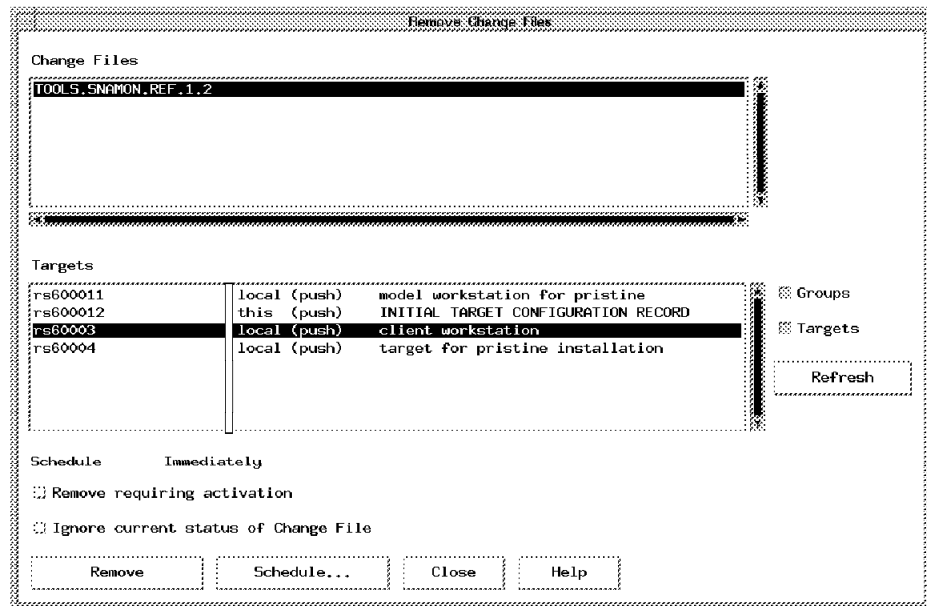 Remove Change Files
Change Files
TOOLS.SNAMON.REF.1.2
Targets
rs600011 local (push) model workstation for pristine
rs600012 this (push) INITIAL TARGET CONFIGURATION RECORD
rs60003 local (push) client workstation
rs60004 local (push) target for pristine installation
Groups
Targets
Refresh
Schedule Immediately
Remove requiring activation
Ignore current status of Change File
Remove Schedule... Close Help